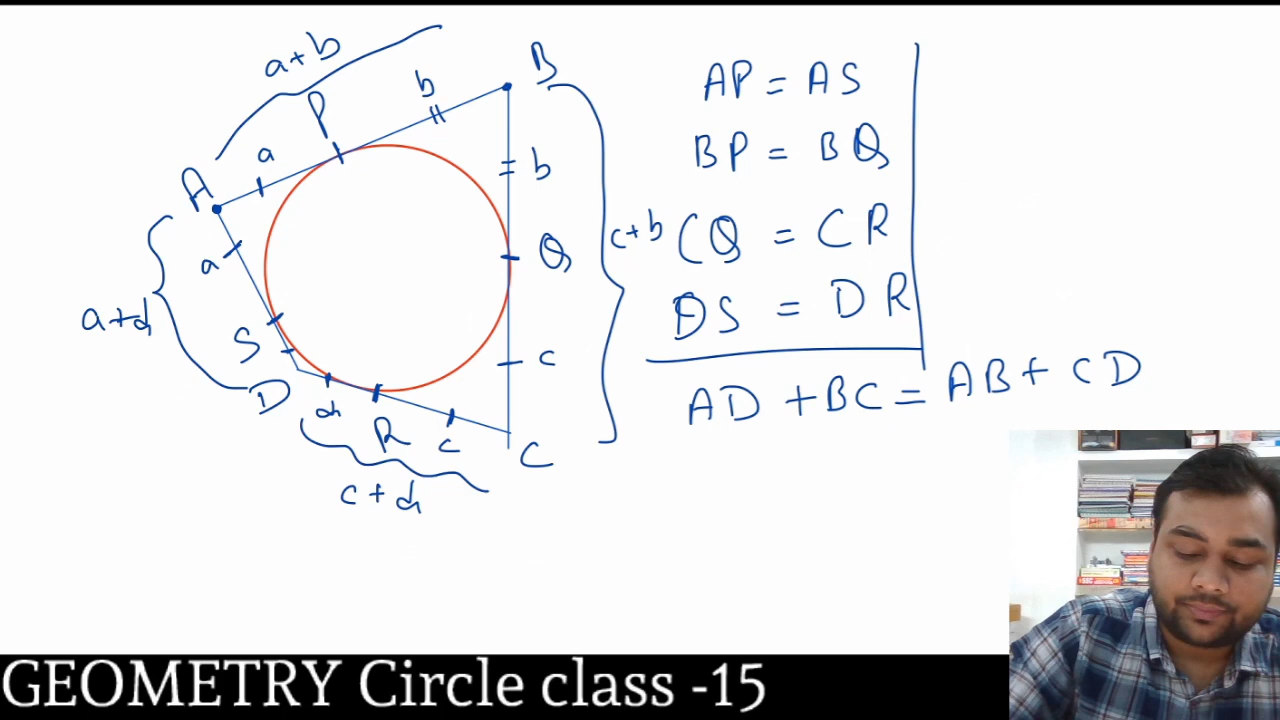 a+b
B
b
P
a
A
b
a
c+b
Q
a+d
S
c
D
d
R
c
C
c+d
AP = AS
BP = BQ
CQ = CR
DS = DR
AD + BC = AB + CD
GEOMETRY Circle class -15